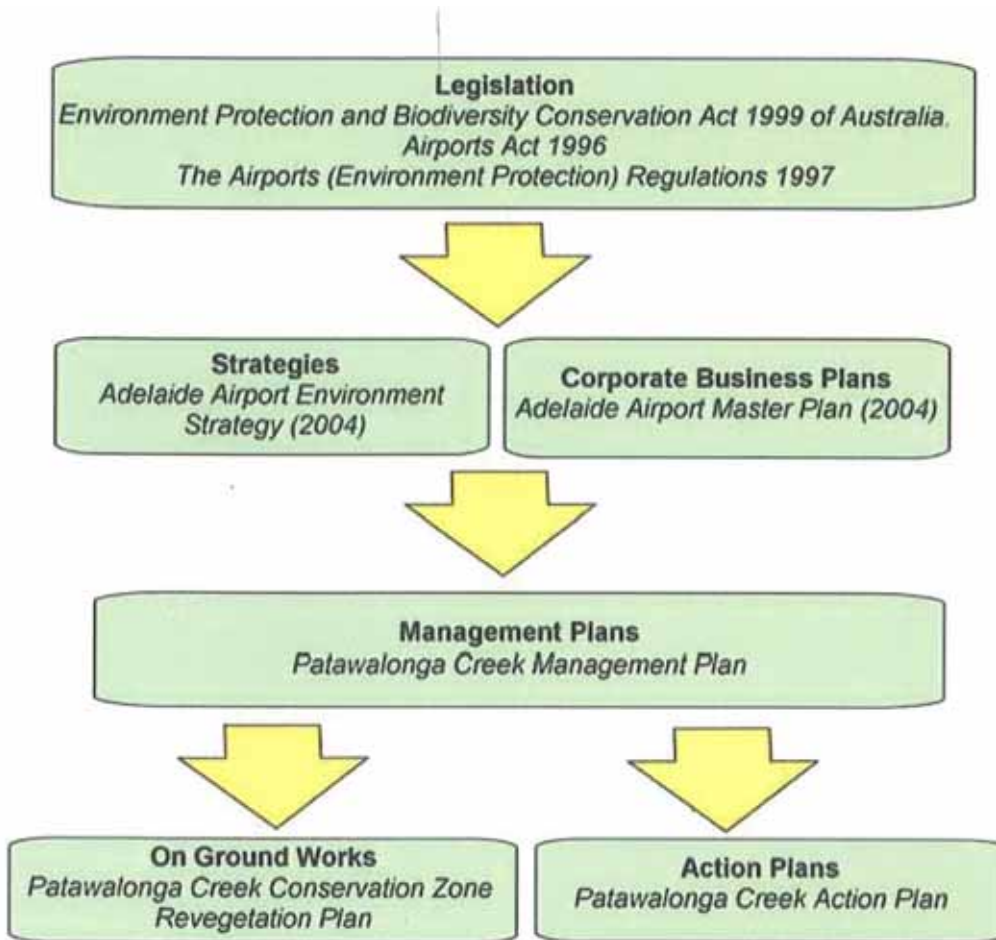 Legislation
Environment Protection and Biodiversity Conservation Act 1999 of Australia.
Airports Act 1996
The Airports (Environment Protection) Regulations 1997
Strategies
Adelaide Airport Environment
Strategy (2004)
Corporate Business Plans
Adelaide Airport Master Plan (2004)
Management Plans
Patawalonga Creek Management Plan
On Ground Works
Patawalonga Creek Conservation Zone
Revegetation Plan
Action Plans
Patawalonga Creek Action Plan